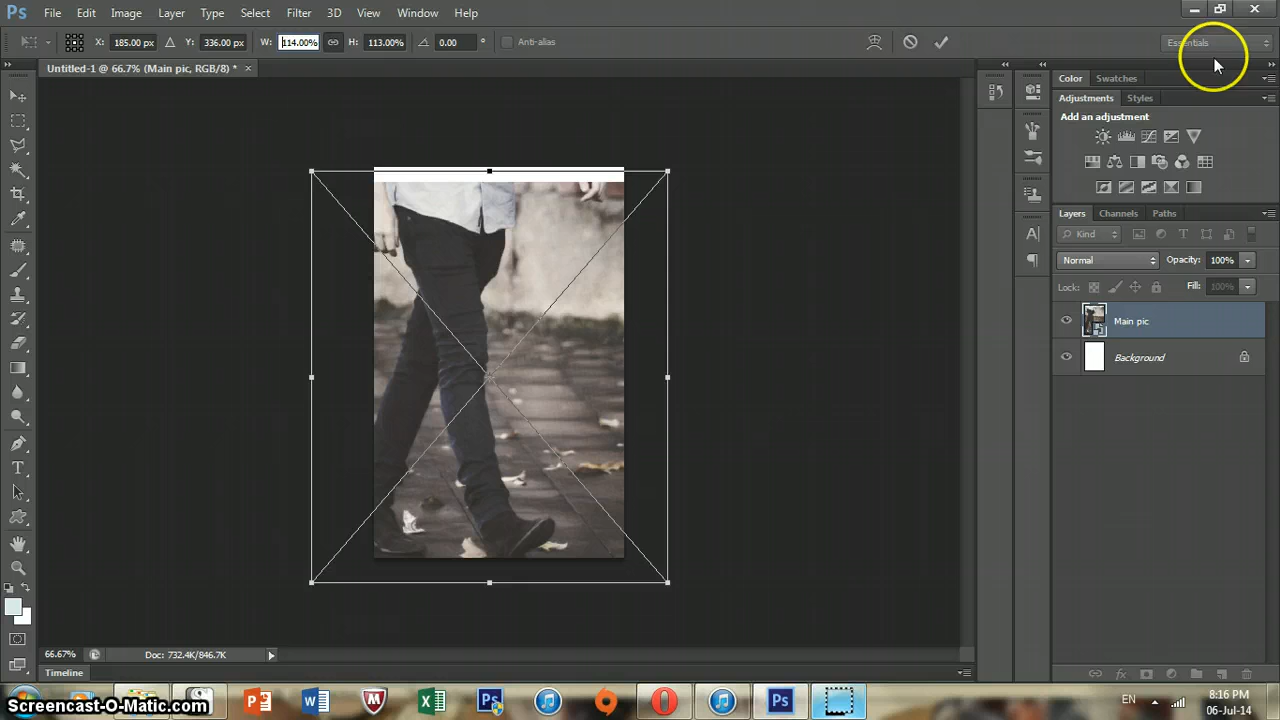 Ps File Edit Image Layer Type Select Filter 3D View Window Help
X: 185.00 px Y: 336.00 px W: 114.00% H: 113.00% 0.00 ° Anti-alias Essentials
Untitled-1 @ 66.7% (Main pic, RGB/8) * ×
Color Swatches
Adjustments Styles
Add an adjustment
Layers Channels Paths
Kind
Normal Opacity: 100%
Lock: Fill: 100%
Main pic
Background
66.67% Doc: 732.4K/846.7K
Timeline
EN 8:16 PM
06-Jul-14
Screencast-O-Matic.com